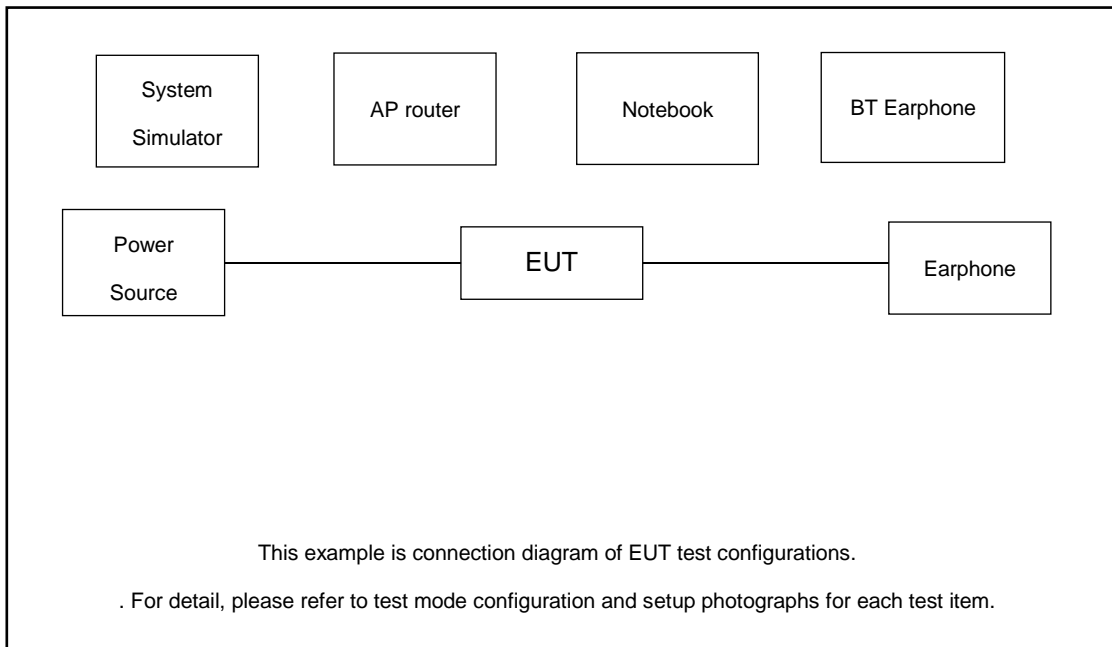 System
Simulator
AP router
Notebook
BT Earphone
Power
Source
EUT
Earphone
This example is connection diagram of EUT test configurations.
. For detail, please refer to test mode configuration and setup photographs for each test item.